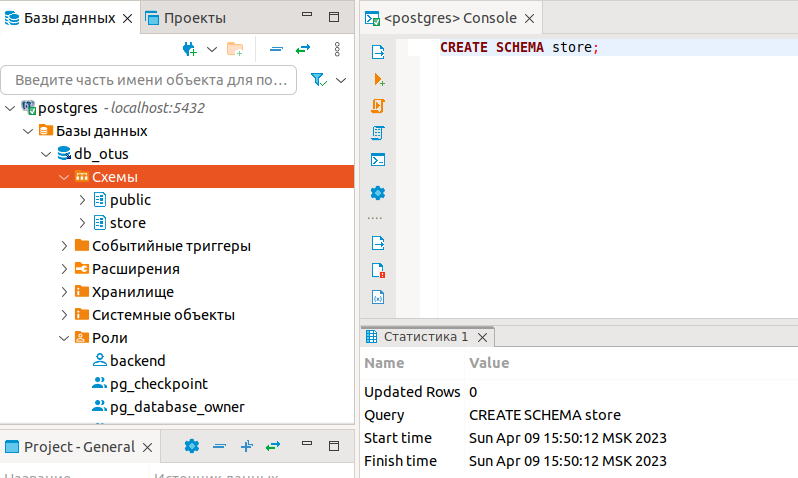 Базы данных
Проекты
Введите часть имени объекта для по...
postgres - localhost:5432
Базы данных
db_otus
Схемы
public
store
Событийные триггеры
Расширения
Хранилище
Системные объекты
Роли
backend
pg_checkpoint
pg_database_owner
Project - General
Название
Источник данных
<postgres> Console
CREATE SCHEMA store;
Статистика 1
Name Value
Updated Rows 0
Query CREATE SCHEMA store
Start time Sun Apr 09 15:50:12 MSK 2023
Finish time Sun Apr 09 15:50:12 MSK 2023